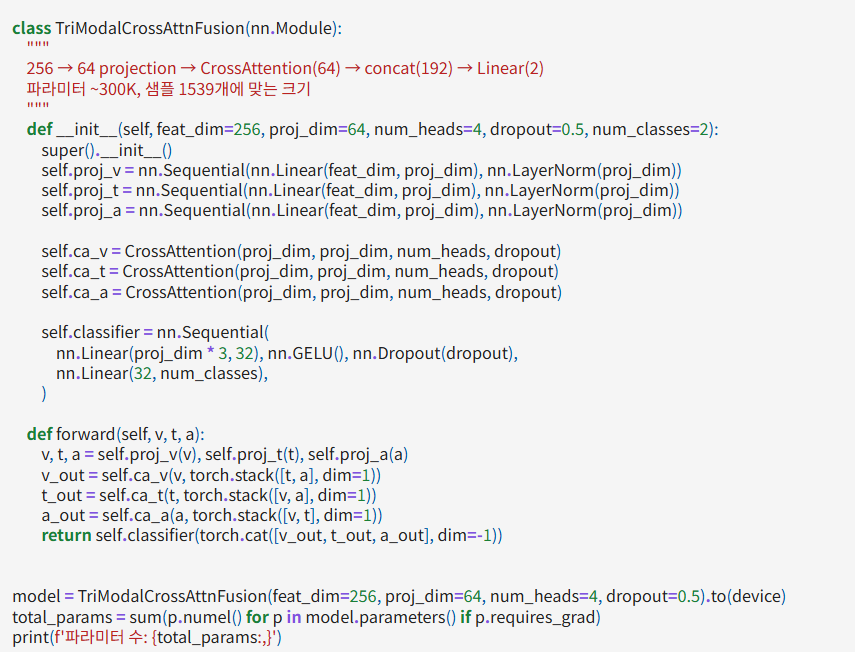 class TriModalCrossAttnFusion(nn.Module):
    """
    256 → 64 projection → CrossAttention(64) → concat(192) → Linear(2)
    파라미터 ~300K, 샘플 1539개에 맞는 크기
    """
    def __init__(self, feat_dim=256, proj_dim=64, num_heads=4, dropout=0.5, num_classes=2):
        super().__init__()
        self.proj_v = nn.Sequential(nn.Linear(feat_dim, proj_dim), nn.LayerNorm(proj_dim))
        self.proj_t = nn.Sequential(nn.Linear(feat_dim, proj_dim), nn.LayerNorm(proj_dim))
        self.proj_a = nn.Sequential(nn.Linear(feat_dim, proj_dim), nn.LayerNorm(proj_dim))

        self.ca_v = CrossAttention(proj_dim, proj_dim, num_heads, dropout)
        self.ca_t = CrossAttention(proj_dim, proj_dim, num_heads, dropout)
        self.ca_a = CrossAttention(proj_dim, proj_dim, num_heads, dropout)

        self.classifier = nn.Sequential(
            nn.Linear(proj_dim * 3, 32), nn.GELU(), nn.Dropout(dropout),
            nn.Linear(32, num_classes),
        )

    def forward(self, v, t, a):
        v, t, a = self.proj_v(v), self.proj_t(t), self.proj_a(a)
        v_out = self.ca_v(v, torch.stack([t, a], dim=1))
        t_out = self.ca_t(t, torch.stack([v, a], dim=1))
        a_out = self.ca_a(a, torch.stack([v, t], dim=1))
        return self.classifier(torch.cat([v_out, t_out, a_out], dim=-1))

model = TriModalCrossAttnFusion(feat_dim=256, proj_dim=64, num_heads=4, dropout=0.5).to(device)
total_params = sum(p.numel() for p in model.parameters() if p.requires_grad)
print(f'파라미터 수: {total_params:,}')